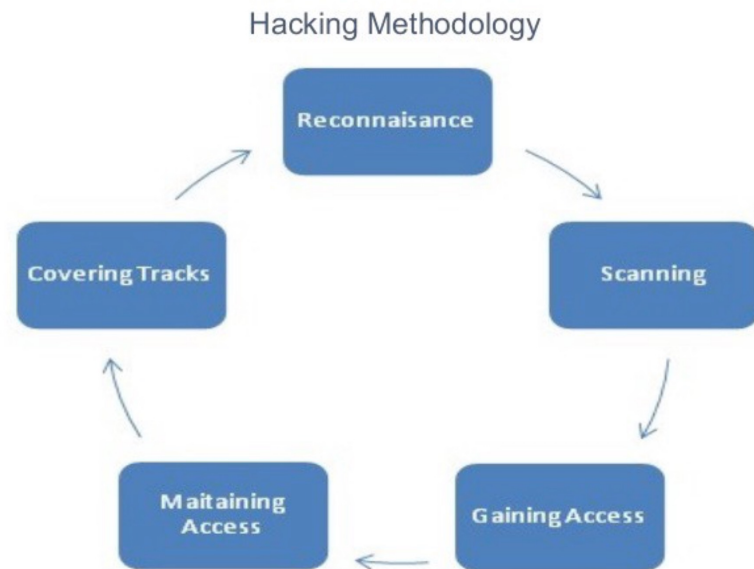 Hacking Methodology
Reconnaisance
Scanning
Gaining Access
Maitaining
Access
Covering Tracks